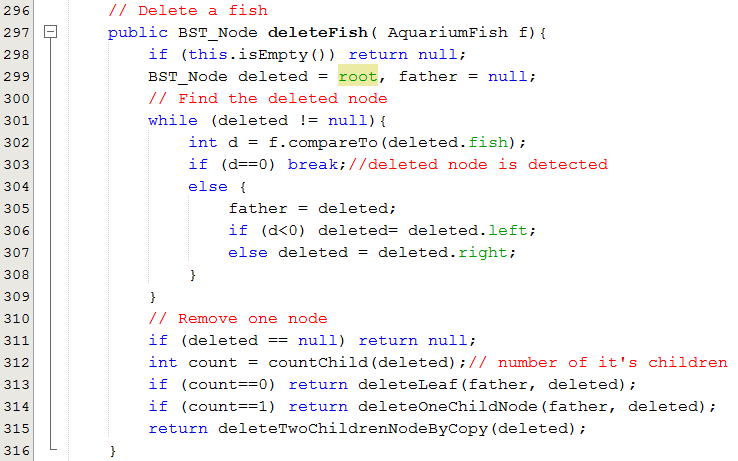 296 // Delete a fish
297 public BST_Node deleteFish( AquariumFish f){
298 if (this.isEmpty()) return null;
299 BST_Node deleted = root, father = null;
300 // Find the deleted node
301 while (deleted != null){
302 int d = f.compareTo(deleted.fish);
303 if (d==0) break;//deleted node is detected
304 else {
305 father = deleted;
306 if (d<0) deleted= deleted.left;
307 else deleted = deleted.right;
308 }
309 }
310 // Remove one node
311 if (deleted == null) return null;
312 int count = countChild(deleted);// number of it's children
313 if (count==0) return deleteLeaf(father, deleted);
314 if (count==1) return deleteOneChildNode(father, deleted);
315 return deleteTwoChildrenNodeByCopy(deleted);
316 }